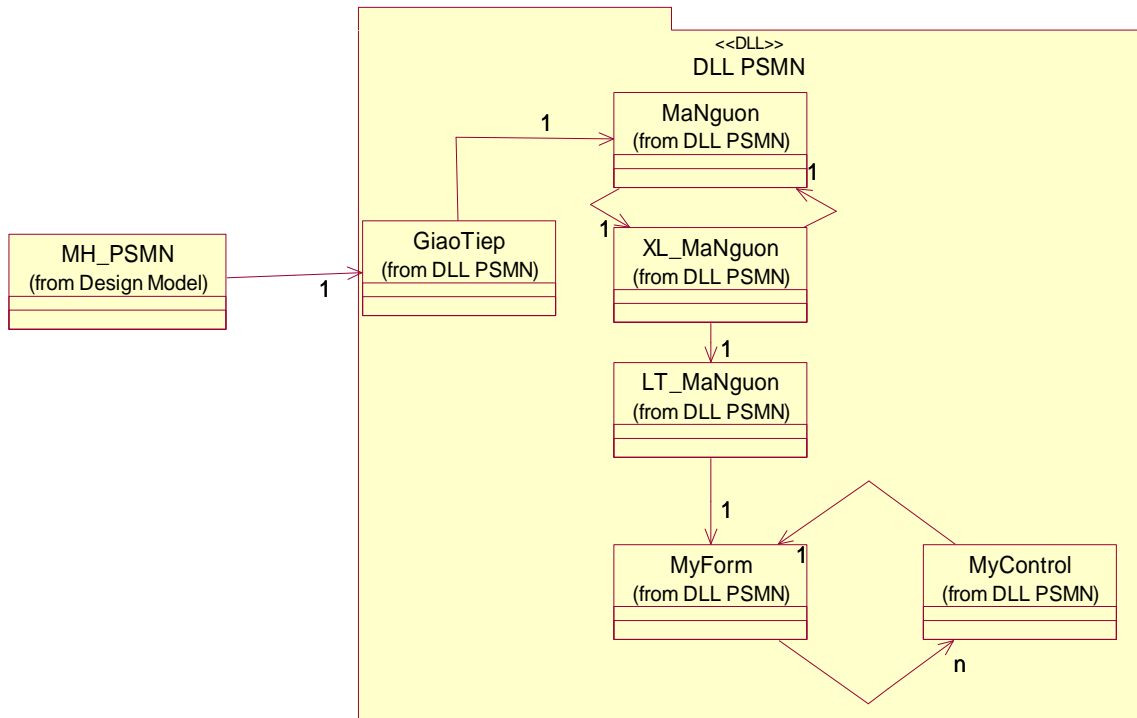 <<DLL>>
DLL PSMN
MaNguon
(from DLL PSMN)
1
1
1
XL_MaNguon
(from DLL PSMN)
GiaoTiep
(from DLL PSMN)
MH_PSMN
(from Design Model)
1
1
LT_MaNguon
(from DLL PSMN)
1
1
MyForm
(from DLL PSMN)
MyControl
(from DLL PSMN)
n